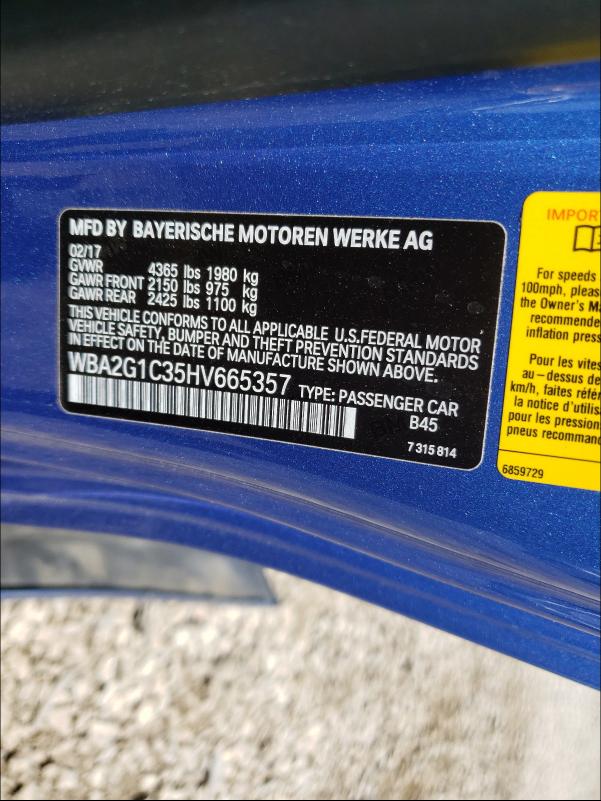 MFD BY BAYERISCHE MOTOREN WERKE AG
02/17
GVWR 4365 lbs 1980 kg
GAWR FRONT 2150 lbs 975 kg
GAWR REAR 2425 lbs 1100 kg
THIS VEHICLE CONFORMS TO ALL APPLICABLE U.S.FEDERAL MOTOR
VEHICLE SAFETY, BUMPER AND THEFT PREVENTION STANDARDS
IN EFFECT ON THE DATE OF MANUFACTURE SHOWN ABOVE.
WBA2G1C35HV665357 TYPE: PASSENGER CAR
B45
7 315 814
IMPOR
For speeds
100mph, pleas
the Owner's Ma
recommende
inflation press
Pour les vites
au-dessus de
km/h, faites référ
la notice d'utilis
pour les pression
pneus recomman
6859729